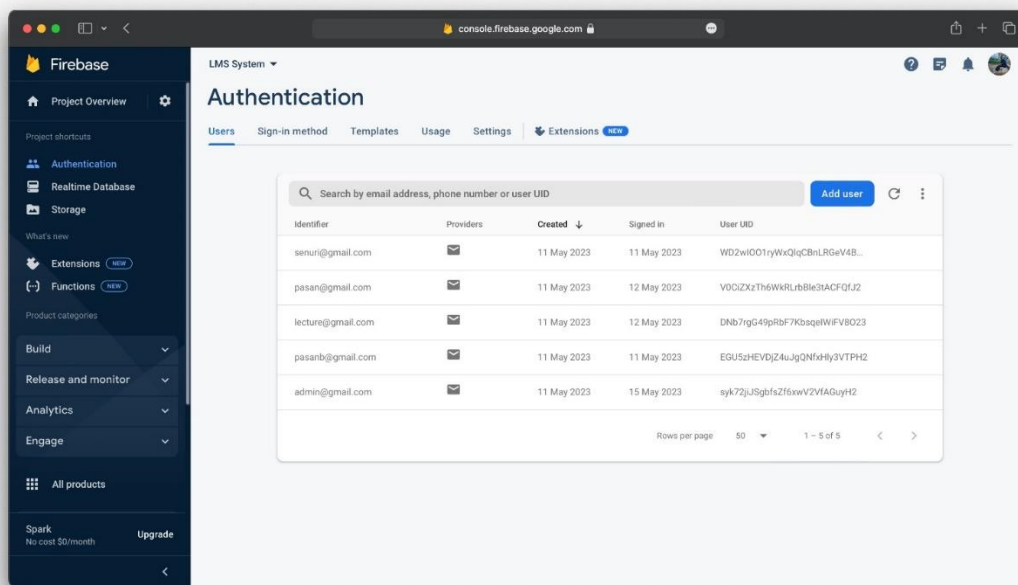 console.firebase.google.com
Firebase
Project Overview
Project shortcuts
Authentication
Realtime Database
Storage
What's new
Extensions NEW
Functions NEW
Product categories
Build
Release and monitor
Analytics
Engage
All products
Spark
No cost $0/month
Upgrade
LMS System
Authentication
Users Sign-in method Templates Usage Settings Extensions NEW
Search by email address, phone number or user UID Add user
Identifier Providers Created Signed in User UID
senuri@gmail.com 11 May 2023 11 May 2023
pasan@gmail.com 11 May 2023 12 May 2023
lecture@gmail.com 11 May 2023 12 May 2023
pasanb@gmail.com 11 May 2023 11 May 2023
admin@gmail.com 11 May 2023 15 May 2023
Rows per page 50 1 – 5 of 5